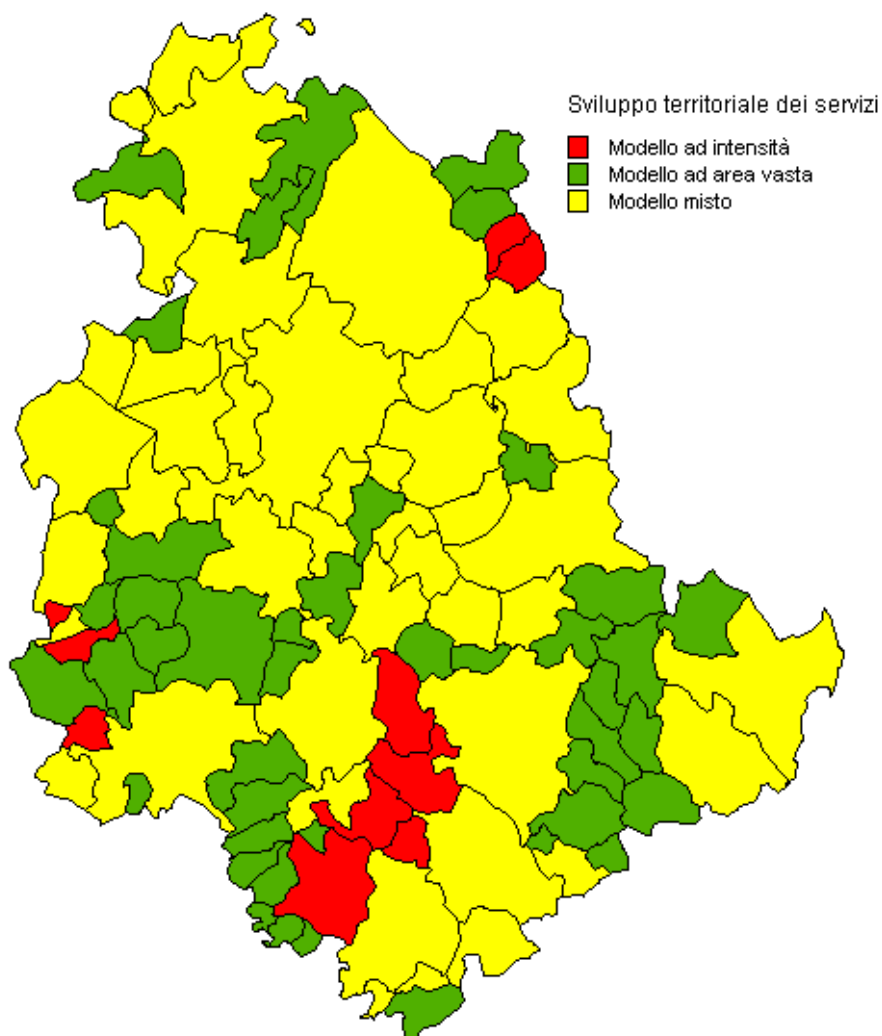 Sviluppo territoriale dei servizi
Modello ad intensità
Modello ad area vasta
Modello misto